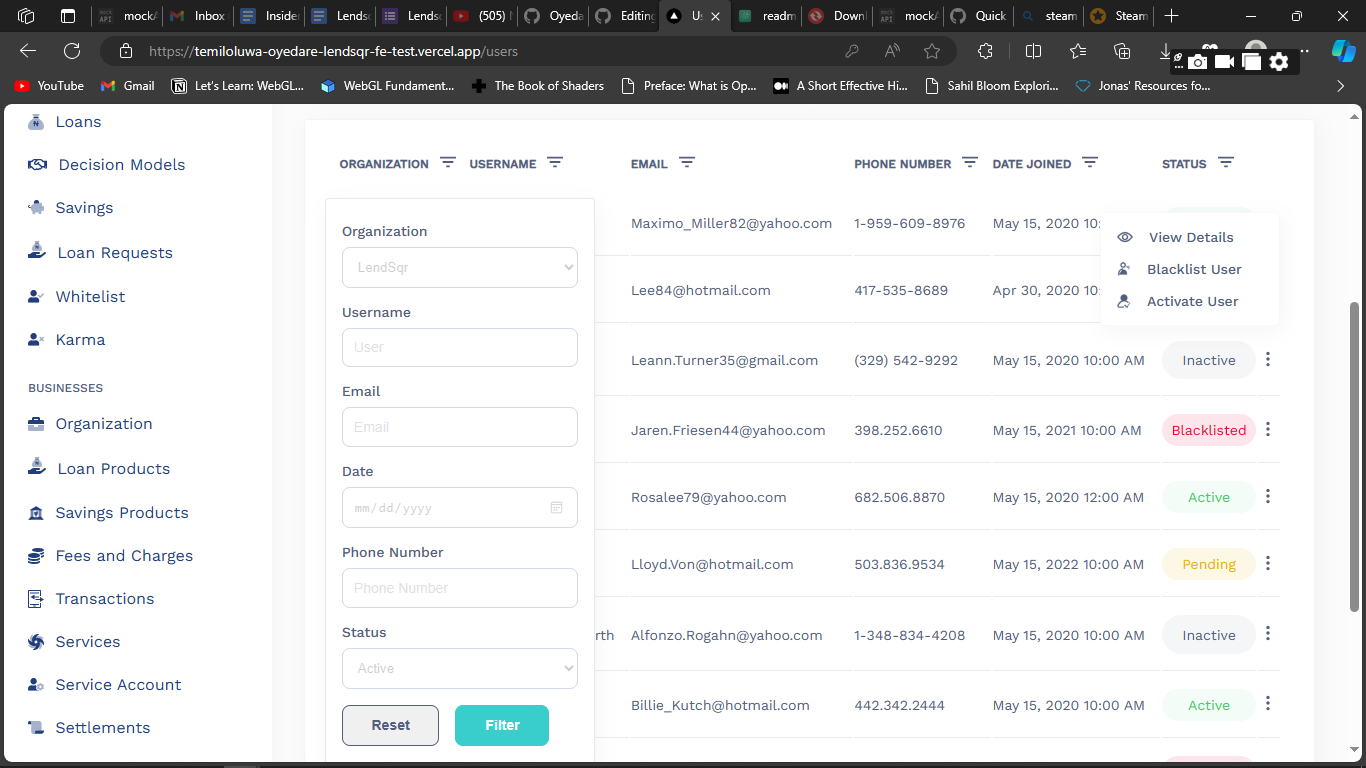 mockA
Inbox
Insider
Lends
Lends
(505) N
Oyeda
Editing
Us
readm
Downl
mockA
Quick
steam
Steam
https://temiloluwa-oyedare-lendsqr-fe-test.vercel.app/users
YouTube
Gmail
Let's Learn: WebGL...
WebGL Fundament...
The Book of Shaders
Preface: What is Op...
A Short Effective Hi...
Sahil Bloom Explori...
Jonas' Resources fo...
Loans
Decision Models
Savings
Loan Requests
Whitelist
Karma
BUSINESSES
Organization
Loan Products
Savings Products
Fees and Charges
Transactions
Services
Service Account
Settlements
ORGANIZATION USERNAME EMAIL PHONE NUMBER DATE JOINED STATUS
Organization
LendSqr
Username
User
Email
Email
Date
mm/dd/yyyy
Phone Number
Phone Number
Status
Active
Reset Filter
Maximo_Miller82@yahoo.com 1-959-609-8976 May 15, 2020 10:
Lee84@hotmail.com 417-535-8689 Apr 30, 2020 10:
View Details
Blacklist User
Activate User
Leann.Turner35@gmail.com (329) 542-9292 May 15, 2020 10:00 AM Inactive
Jaren.Friesen44@yahoo.com 398.252.6610 May 15, 2021 10:00 AM Blacklisted
Rosalee79@yahoo.com 682.506.8870 May 15, 2020 12:00 AM Active
Lloyd.Von@hotmail.com 503.836.9534 May 15, 2022 10:00 AM Pending
rth Alfonzo.Rogahn@yahoo.com 1-348-834-4208 May 15, 2020 10:00 AM Inactive
Billie_Kutch@hotmail.com 442.342.2444 May 15, 2020 10:00 AM Active